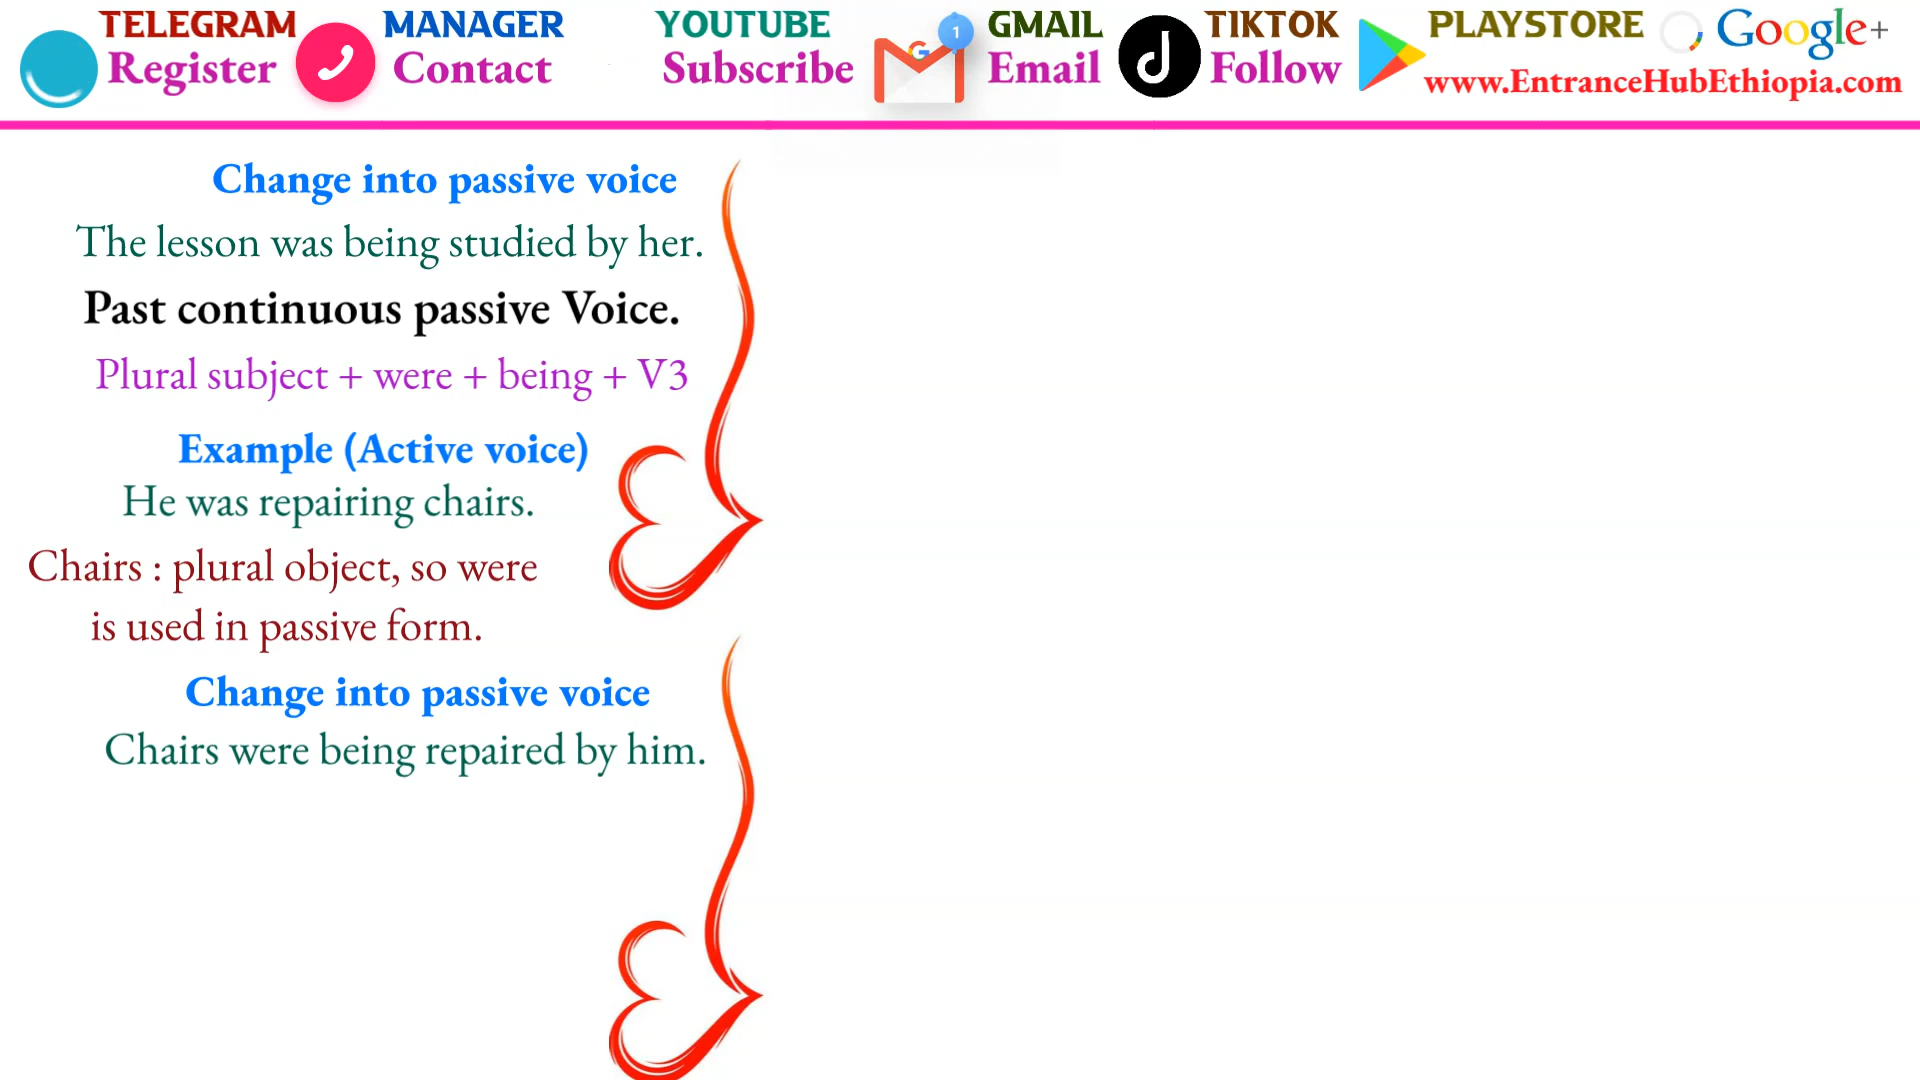 TELEGRAM MANAGER YOUTUBE GMAIL TIKTOK PLAYSTORE Google+
Register Contact Subscribe Email Follow www.EntranceHubEthiopia.com
1
G
Change into passive voice
The lesson was being studied by her.
Past continuous passive Voice.
Plural subject + were + being + V3
Example (Active voice)
He was repairing chairs.
Chairs : plural object, so were
is used in passive form.
Change into passive voice
Chairs were being repaired by him.